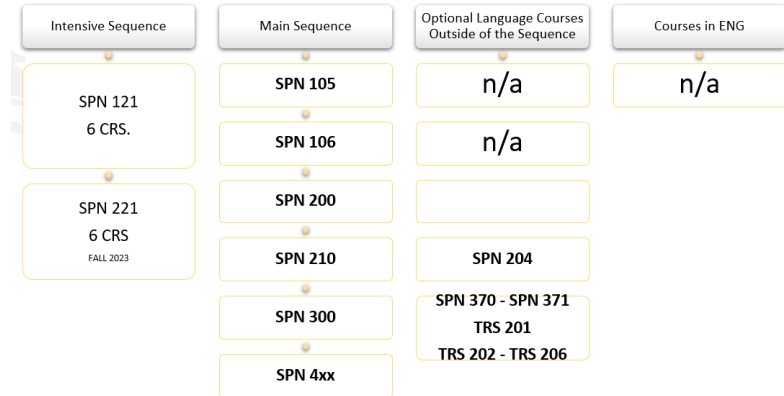 Intensive Sequence
SPN 121
6 CRS.
SPN 221
6 CRS
FALL 2023
Main Sequence
SPN 105
SPN 106
SPN 200
SPN 210
SPN 300
SPN 4xx
Optional Language Courses
Outside of the Sequence
n/a
n/a
SPN 204
SPN 370 - SPN 371
TRS 201
TRS 202 - TRS 206
Courses in ENG
n/a